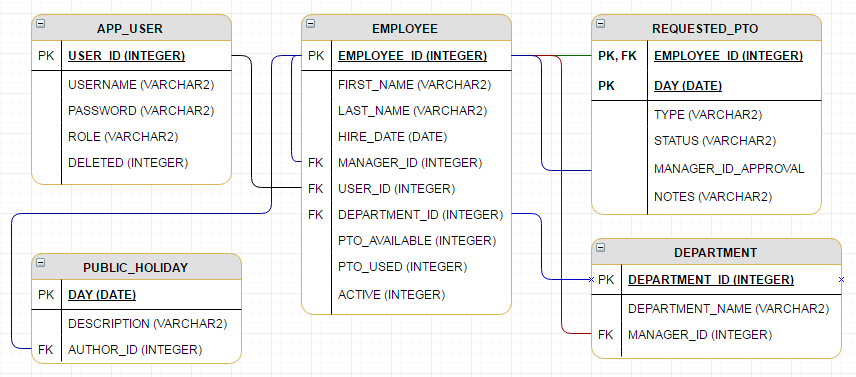 APP_USER
PK USER_ID (INTEGER)
USERNAME (VARCHAR2)
PASSWORD (VARCHAR2)
ROLE (VARCHAR2)
DELETED (INTEGER)
EMPLOYEE
PK EMPLOYEE_ID (INTEGER)
FIRST_NAME (VARCHAR2)
LAST_NAME (VARCHAR2)
HIRE_DATE (DATE)
FK MANAGER_ID (INTEGER)
FK USER_ID (INTEGER)
FK DEPARTMENT_ID (INTEGER)
PTO_AVAILABLE (INTEGER)
PTO_USED (INTEGER)
ACTIVE (INTEGER)
REQUESTED_PTO
PK, FK EMPLOYEE_ID (INTEGER)
PK DAY (DATE)
TYPE (VARCHAR2)
STATUS (VARCHAR2)
MANAGER_ID_APPROVAL
NOTES (VARCHAR2)
PUBLIC_HOLIDAY
PK DAY (DATE)
DESCRIPTION (VARCHAR2)
FK AUTHOR_ID (INTEGER)
DEPARTMENT
PK DEPARTMENT_ID (INTEGER)
DEPARTMENT_NAME (VARCHAR2)
FK MANAGER_ID (INTEGER)